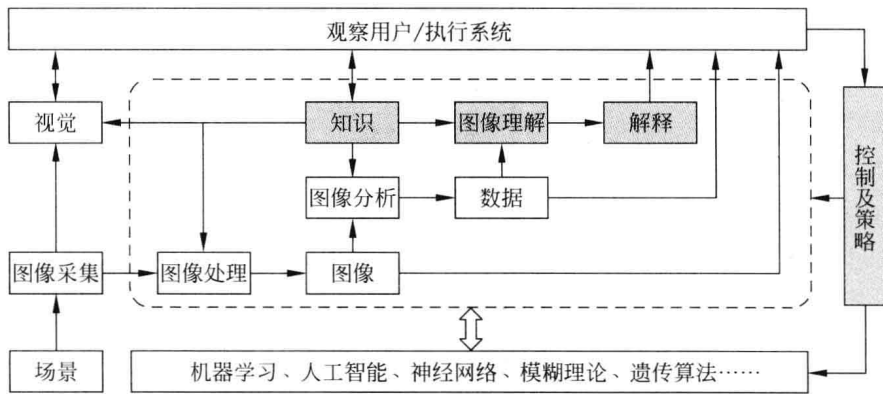 观察用户/执行系统
视觉
知识
图像理解
解释
控制及策略
图像分析
数据
图像采集
图像处理
图像
场景
机器学习、人工智能、神经网络、模糊理论、遗传算法……